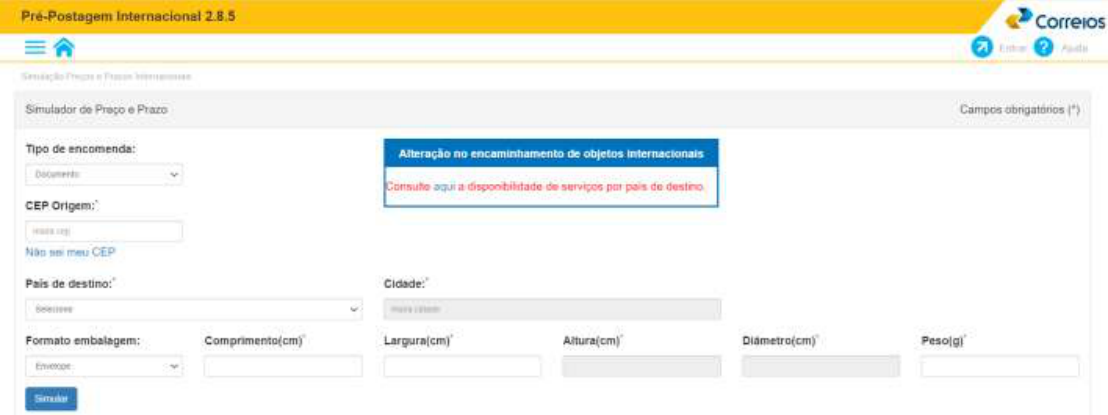 Pré-Postagem Internacional 2.8.5
Correios
Entrar Ajuda
Simulação Preços e Prazos Internacionais
Simulador de Preço e Prazo Campos obrigatórios (*)
Tipo de encomenda:
Alteração no encaminhamento de objetos internacionais
Documento
Consulte aqui a disponibilidade de serviços por país de destino.
CEP Origem:*
insira cep
Não sei meu CEP
País de destino:* Cidade:*
Selecione insira cidade
Formato embalagem: Comprimento(cm)* Largura(cm)* Altura(cm)* Diâmetro(cm)* Peso(g)*
Envelope
Simular